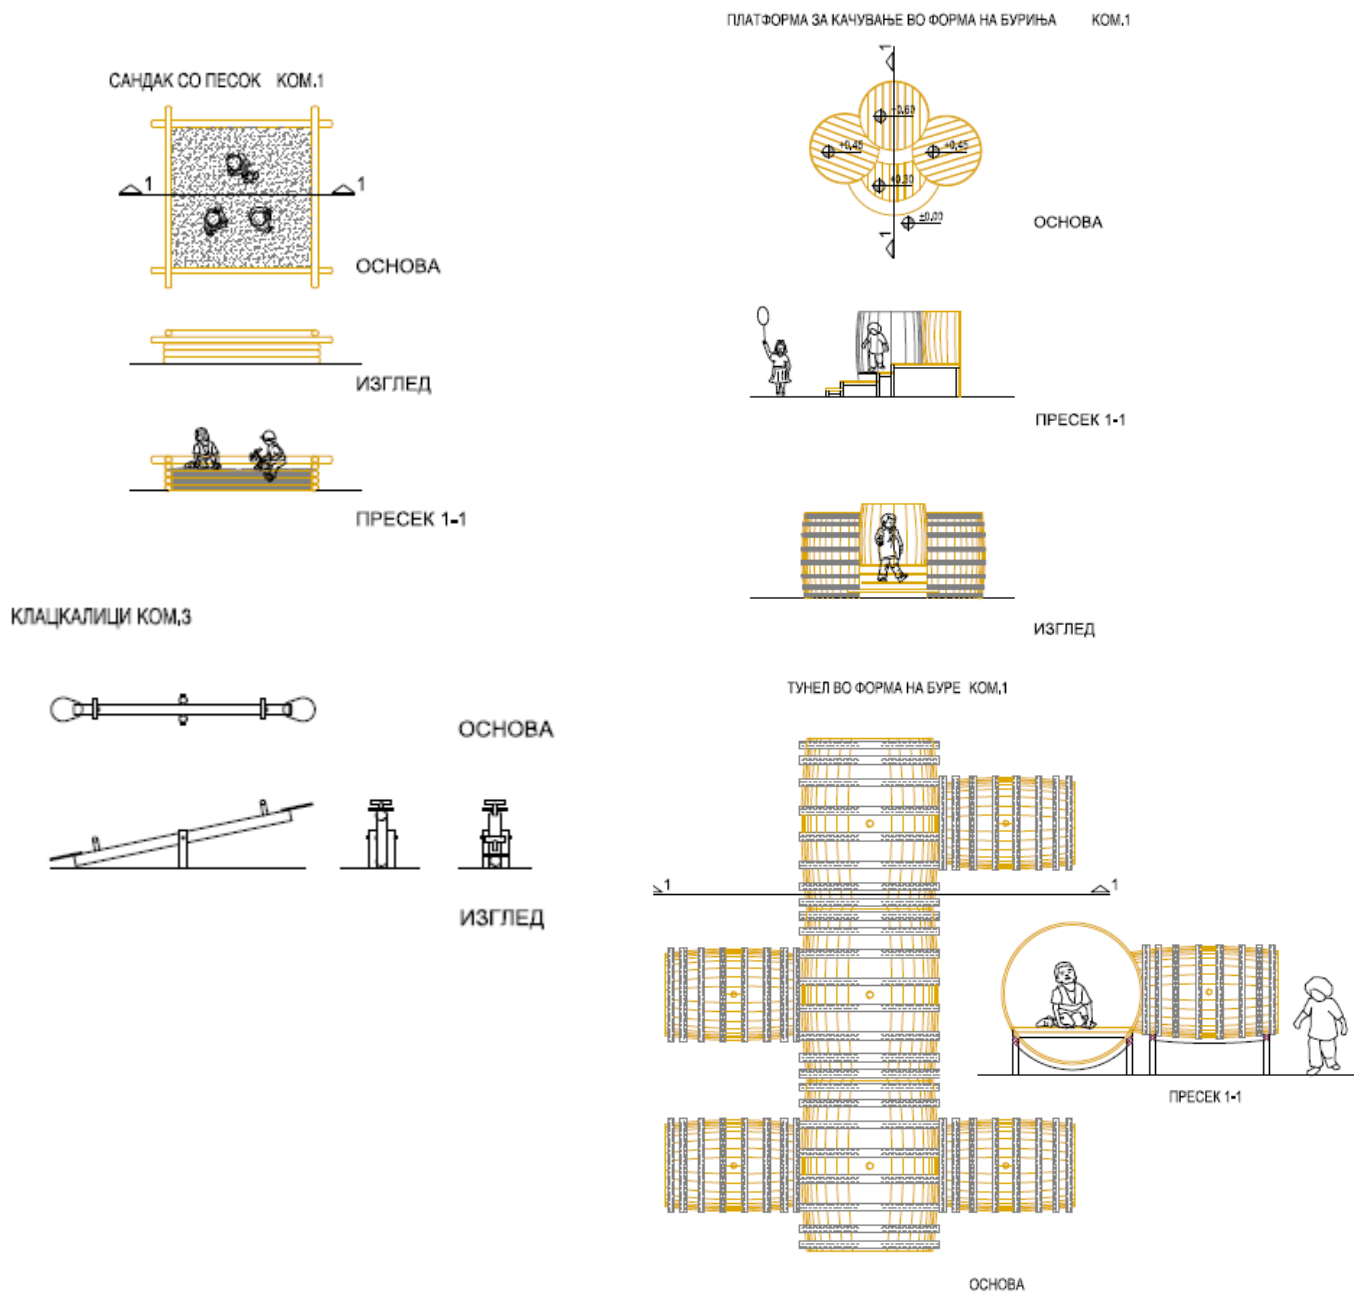 САНДАК СО ПЕСОК КОМ.1
1 1
ОСНОВА
ИЗГЛЕД
ПРЕСЕК 1-1
КЛАЦКАЛИЦИ КОМ,3
ОСНОВА
ИЗГЛЕД
ПЛАТФОРМА ЗА КАЧУВАЊЕ ВО ФОРМА НА БУРИЊА КОМ.1
1
+0.60
+0.45 +0.45
+0.30
±0.00
1
ОСНОВА
ПРЕСЕК 1-1
ИЗГЛЕД
ТУНЕЛ ВО ФОРМА НА БУРЕ КОМ,1
1 1
ПРЕСЕК 1-1
ОСНОВА